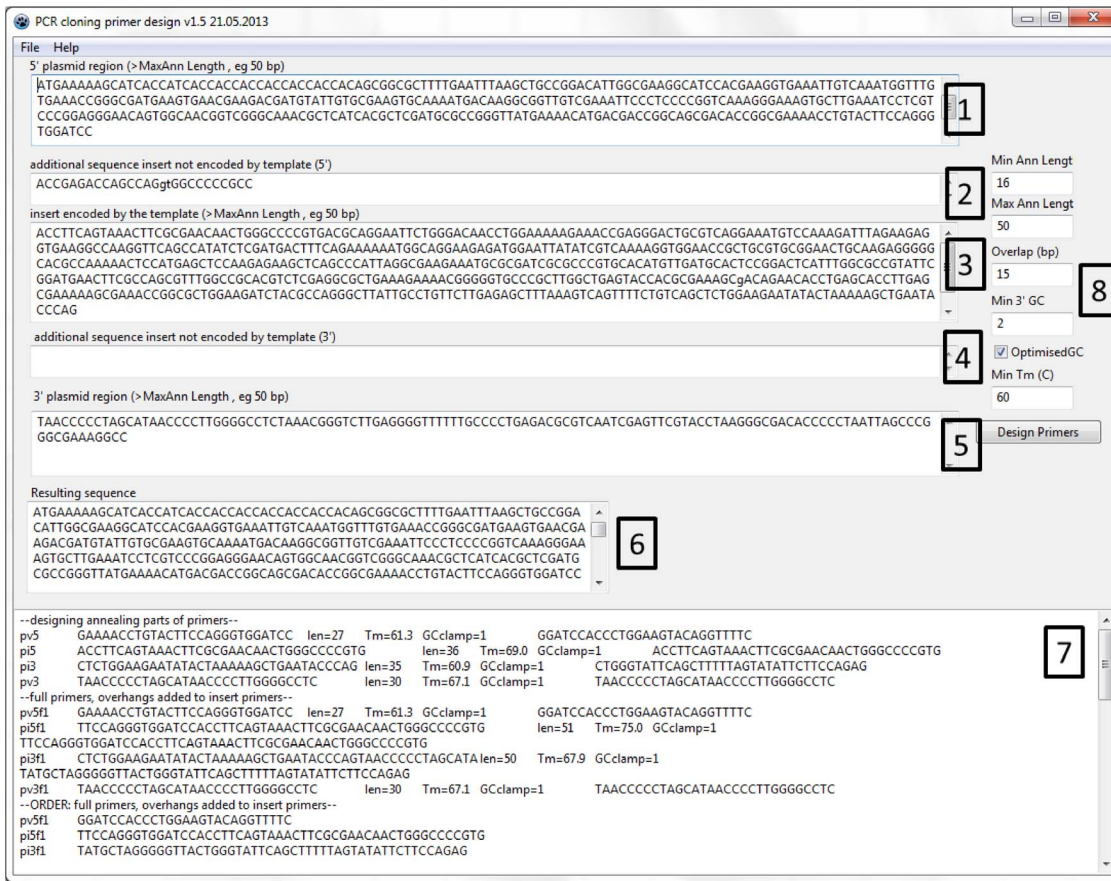 PCR cloning primer design v1.5 21.05.2013
File Help
5' plasmid region (>MaxAnn Length , eg 50 bp)
ATGAAAAAGCATCACCATCACCACCACCACCACCACCACAGCGGCGCTTTTGAATTTAAGCTGCCGGACATTGGCGAAGGCATCCACGAAGGTGAAATTGTCAAATGGTTTG
TGAAACCGGGCGATGAAGTGAACGAAGACGATGTATTGTGCGAAGTGCAAAATGACAAGGCGGTTGTCGAAATTCCCTCCCCGGTCAAAGGGAAAGTGCTTGAAATCCTCGT
CCCGGAGGGAACAGTGGCAACGGTCGGGCAAACGCTCATCACGCTCGATGCGCCGGGTTATGAAAACATGACGACCGGCAGCGACACCGGCGAAAACCTGTACTTCCAGGG
TGGATCC
1
additional sequence insert not encoded by template (5')
ACCGAGACCAGCCAGgtGGCCCCCGCC
2
insert encoded by the template (>MaxAnn Length , eg 50 bp)
ACCTTCAGTAAACTTCGCGAACAACTGGGCCCCGTGACGCAGGAATTCTGGGACAACCTGGAAAAAGAAACCGAGGGACTGCGTCAGGAAATGTCCAAAGATTTAGAAGAG
GTGAAGGCCAAGGTTCAGCCATATCTCGATGACTTTCAGAAAAAATGGCAGGAAGAGATGGAATTATATCGTCAAAAGGTGGAACCGCTGCGTGCGGAACTGCAAGAGGGGG
CACGCCAAAAACTCCATGAGCTCCAAGAGAAGCTCAGCCCATTAGGCGAAGAAATGCGCGATCGCGCCCGTGCACATGTTGATGCACTCCGGACTCATTTGGCGCCGTATTC
GGATGAACTTCGCCAGCGTTTGGCCGCACGTCTCGAGGCGCTGAAAGAAAACGGGGGTGCCCGCTTGGCTGAGTACCACGCGAAAGCgACAGAACACCTGAGCACCTTGAG
CGAAAAAGCGAAACCGGCGCTGGAAGATCTACGCCAGGGCTTATTGCCTGTTCTTGAGAGCTTTAAAGTCAGTTTTCTGTCAGCTCTGGAAGAATATACTAAAAAGCTGAATA
CCCAG
3
additional sequence insert not encoded by template (3')
4
3' plasmid region (>MaxAnn Length , eg 50 bp)
TAACCCCCTAGCATAACCCCTTGGGGCCTCTAAACGGGTCTTGAGGGGTTTTTTGCCCCTGAGACGCGTCAATCGAGTTCGTACCTAAGGGCGACACCCCCTAATTAGCCCG
GGCGAAAGGCC
5
Min Ann Lengt
16
Max Ann Lengt
50
Overlap (bp)
15
8
Min 3' GC
2
OptimisedGC
Min Tm (C)
60
Design Primers
Resulting sequence
ATGAAAAAGCATCACCATCACCACCACCACCACCACCACAGCGGCGCTTTTGAATTTAAGCTGCCGGA
CATTGGCGAAGGCATCCACGAAGGTGAAATTGTCAAATGGTTTGTGAAACCGGGCGATGAAGTGAACGA
AGACGATGTATTGTGCGAAGTGCAAAATGACAAGGCGGTTGTCGAAATTCCCTCCCCGGTCAAAGGGAA
AGTGCTTGAAATCCTCGTCCCGGAGGGAACAGTGGCAACGGTCGGGCAAACGCTCATCACGCTCGATG
CGCCGGGTTATGAAAACATGACGACCGGCAGCGACACCGGCGAAAACCTGTACTTCCAGGGTGGATCC
6
--designing annealing parts of primers--
pv5 GAAAACCTGTACTTCCAGGGTGGATCC len=27 Tm=61.3 GCclamp=1 GGATCCACCCTGGAAGTACAGGTTTTC
pi5 ACCTTCAGTAAACTTCGCGAACAACTGGGCCCCGTG len=36 Tm=69.0 GCclamp=1 ACCTTCAGTAAACTTCGCGAACAACTGGGCCCCGTG
pi3 CTCTGGAAGAATATACTAAAAAGCTGAATACCCAG len=35 Tm=60.9 GCclamp=1 CTGGGTATTCAGCTTTTTAGTATATTCTTCCAGAG
pv3 TAACCCCCTAGCATAACCCCTTGGGGCCTC len=30 Tm=67.1 GCclamp=1 TAACCCCCTAGCATAACCCCTTGGGGCCTC
7
--full primers, overhangs added to insert primers--
pv5f1 GAAAACCTGTACTTCCAGGGTGGATCC len=27 Tm=61.3 GCclamp=1 GGATCCACCCTGGAAGTACAGGTTTTC
pi5f1 TTCCAGGGTGGATCCACCTTCAGTAAACTTCGCGAACAACTGGGCCCCGTG len=51 Tm=75.0 GCclamp=1
TTCCAGGGTGGATCCACCTTCAGTAAACTTCGCGAACAACTGGGCCCCGTG
pi3f1 CTCTGGAAGAATATACTAAAAAGCTGAATACCCAGTAACCCCCTAGCATA len=50 Tm=67.9 GCclamp=1
TATGCTAGGGGGTTACTGGGTATTCAGCTTTTTAGTATATTCTTCCAGAG
pv3f1 TAACCCCCTAGCATAACCCCTTGGGGCCTC len=30 Tm=67.1 GCclamp=1 TAACCCCCTAGCATAACCCCTTGGGGCCTC
--ORDER: full primers, overhangs added to insert primers--
pv5f1 GGATCCACCCTGGAAGTACAGGTTTTC
pi5f1 TTCCAGGGTGGATCCACCTTCAGTAAACTTCGCGAACAACTGGGCCCCGTG
pi3f1 TATGCTAGGGGGTTACTGGGTATTCAGCTTTTTAGTATATTCTTCCAGAG